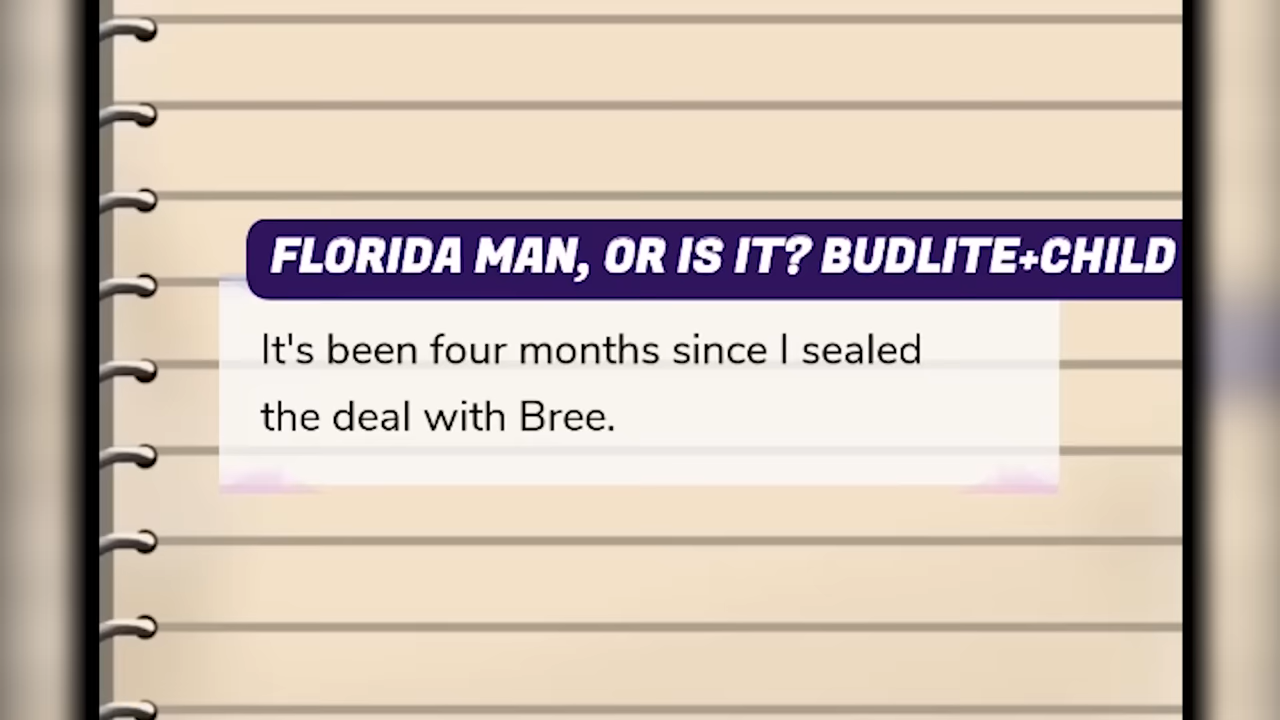 FLORIDA MAN, OR IS IT? BUDLITE+CHILD
It's been four months since I sealed
the deal with Bree.